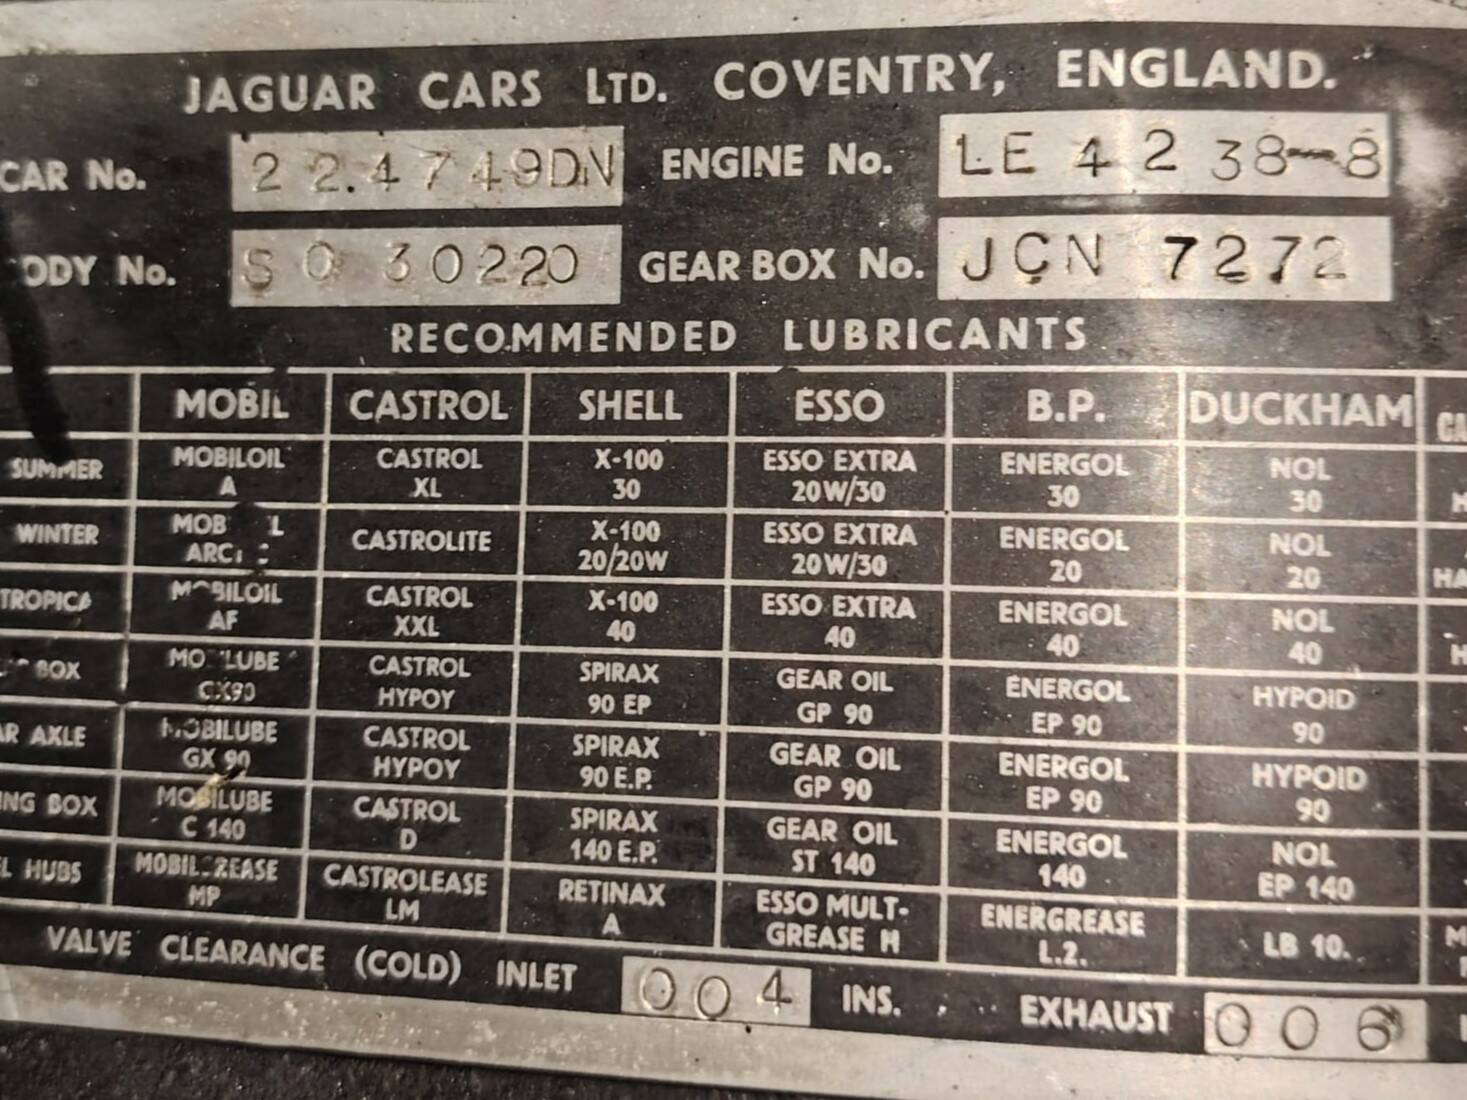 JAGUAR CARS LTD. COVENTRY, ENGLAND.
CAR No. 224749DN ENGINE No. LE 4238-8
ODY No. 30220 GEAR BOX No. JCN 7272
RECOMMENDED LUBRICANTS
MOBIL CASTROL SHELL ESSO B.P. DUCKHAM
SUMMER MOBILOIL CASTROL X-100 ESSO EXTRA ENERGOL NOL
A XL 30 20W/30 30 30
WINTER CASTROLITE X-100 ESSO EXTRA ENERGOL NOL
20/20W 20W/30 20 20
TROPICA MOBILOIL CASTROL X-100 ESSO EXTRA ENERGOL NOL
AF XXL 40 40 40 40
BOX CASTROL SPIRAX GEAR OIL ENERGOL HYPOID
HYPOY 90 EP GP 90 EP 90 90
AR AXLE MOBILUBE CASTROL SPIRAX GEAR OIL ENERGOL HYPOID
GX 90 HYPOY 90 E.P. GP 90 EP 90 90
ING BOX MOBILUBE CASTROL SPIRAX GEAR OIL ENERGOL NOL
C 140 D 140 E.P. ST 140 140 EP 140
L HUBS CASTROLEASE RETINAX ESSO MULT- ENERGREASE LB 10.
MP LM A GREASE H L.2.
VALVE CLEARANCE (COLD) INLET 004 INS. EXHAUST 006